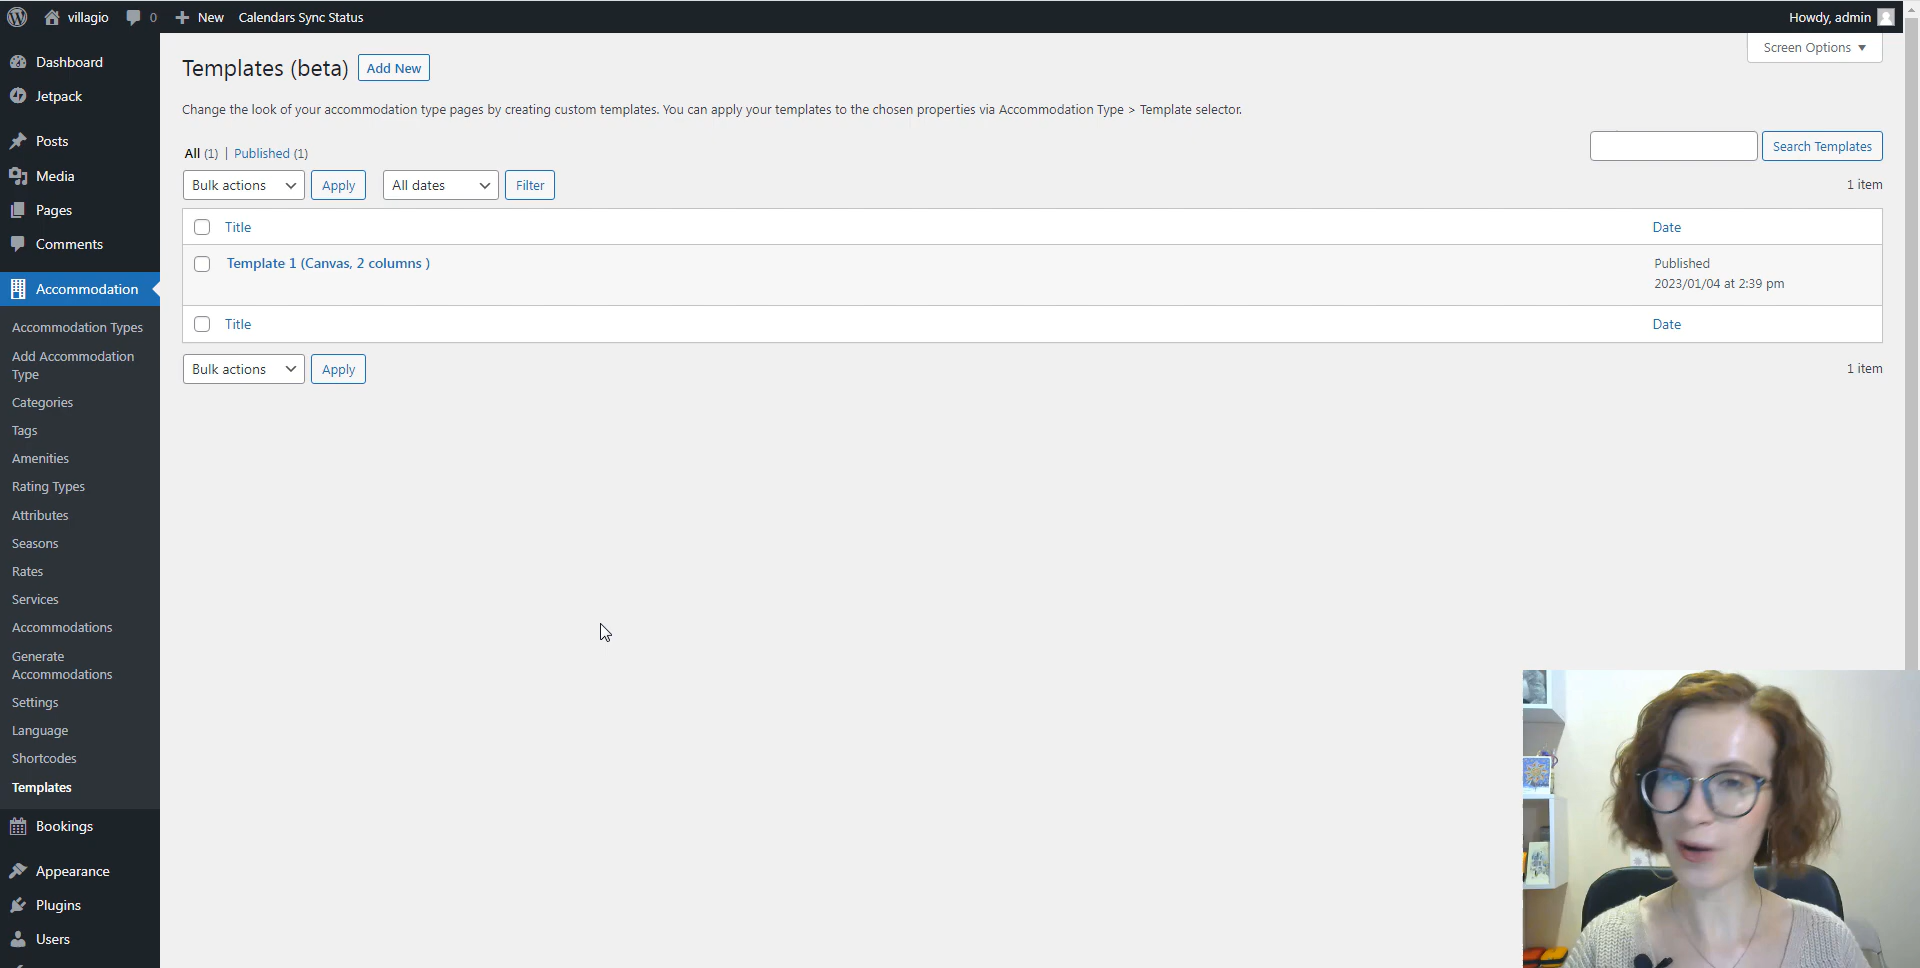 villagio
0
New
Calendars Sync Status
Howdy, admin
Screen Options
Dashboard
Jetpack
Posts
Media
Pages
Comments
Accommodation
Accommodation Types
Add Accommodation
Type
Categories
Tags
Amenities
Rating Types
Attributes
Seasons
Rates
Services
Accommodations
Generate
Accommodations
Settings
Language
Shortcodes
Templates
Bookings
Appearance
Plugins
Users
Templates (beta)
Add New
Change the look of your accommodation type pages by creating custom templates. You can apply your templates to the chosen properties via Accommodation Type > Template selector.
All (1) | Published (1)
Search Templates
Bulk actions
Apply
All dates
Filter
1 item
Title
Date
Template 1 (Canvas, 2 columns )
Published
2023/01/04 at 2:39 pm
Title
Date
Bulk actions
Apply
1 item